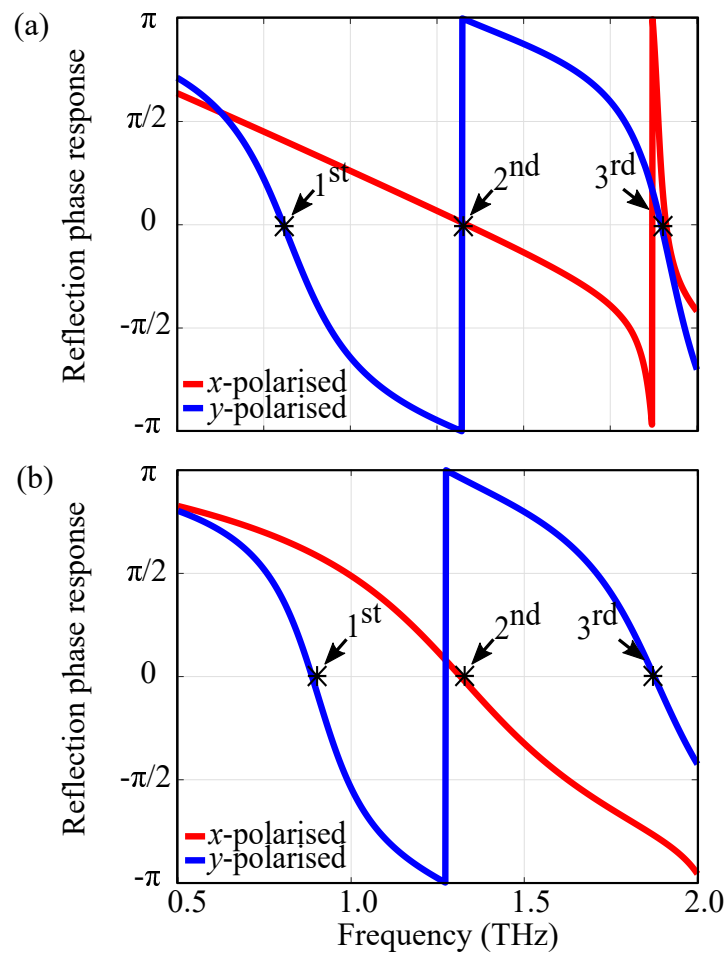 (a)
Reflection phase response
π
π/2
0
-π/2
-π
1st
2nd
3rd
x-polarised
y-polarised
(b)
Reflection phase response
π
π/2
0
-π/2
-π
1st
2nd
3rd
x-polarised
y-polarised
0.5 1.0 1.5 2.0
Frequency (THz)